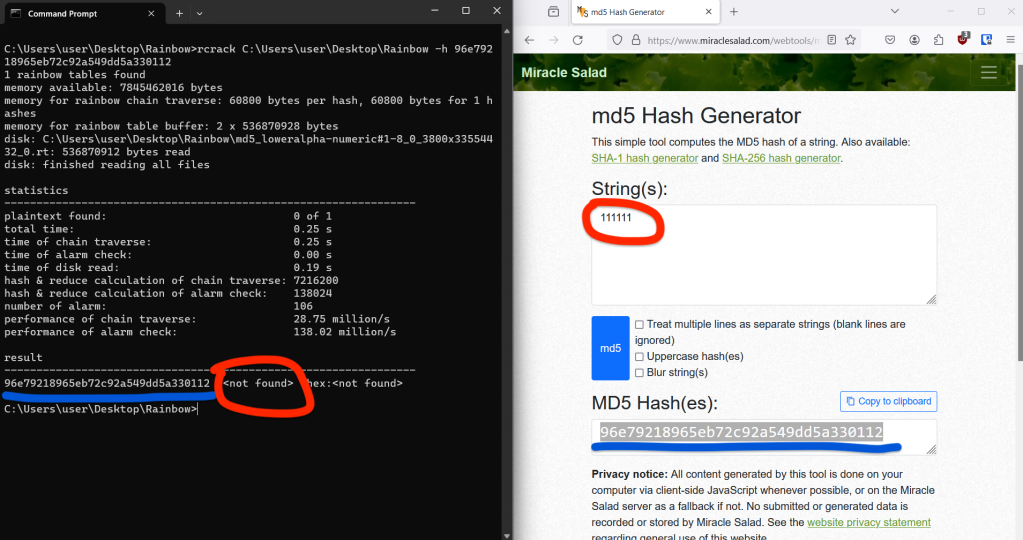 Command Prompt
C:\Users\user\Desktop\Rainbow>rcrack C:\Users\user\Desktop\Rainbow -h 96e792
18965eb72c92a549dd5a330112
1 rainbow tables found
memory available: 7845462016 bytes
memory for rainbow chain traverse: 60800 bytes per hash, 60800 bytes for 1 h
ashes
memory for rainbow table buffer: 2 x 536870928 bytes
disk: C:\Users\user\Desktop\Rainbow\md5_loweralpha-numeric#1-8_0_3800x335544
32_0.rt: 536870912 bytes read
disk: finished reading all files
statistics
----------------------------------------------------------------
plaintext found: 0 of 1
total time: 0.25 s
time of chain traverse: 0.25 s
time of alarm check: 0.00 s
time of disk read: 0.19 s
hash & reduce calculation of chain traverse: 7216200
hash & reduce calculation of alarm check: 138024
number of alarm: 106
performance of chain traverse: 28.75 million/s
performance of alarm check: 138.02 million/s
result
----------------------------------------------------------------
96e79218965eb72c92a549dd5a330112 <not found> hex:<not found>
C:\Users\user\Desktop\Rainbow>
md5 Hash Generator
https://www.miraclesalad.com/webtools/m
3
Miracle Salad
md5 Hash Generator
This simple tool computes the MD5 hash of a string. Also available:
SHA-1 hash generator and SHA-256 hash generator.
String(s):
111111
md5
Treat multiple lines as separate strings (blank lines are
ignored)
Uppercase hash(es)
Blur string(s)
MD5 Hash(es):
Copy to clipboard
96e79218965eb72c92a549dd5a330112
Privacy notice: All content generated by this tool is done on your
computer via client-side JavaScript whenever possible, or on the Miracle
Salad server as a fallback if not. No submitted or generated data is
recorded or stored by Miracle Salad. See the website privacy statement
regarding general use of this website.